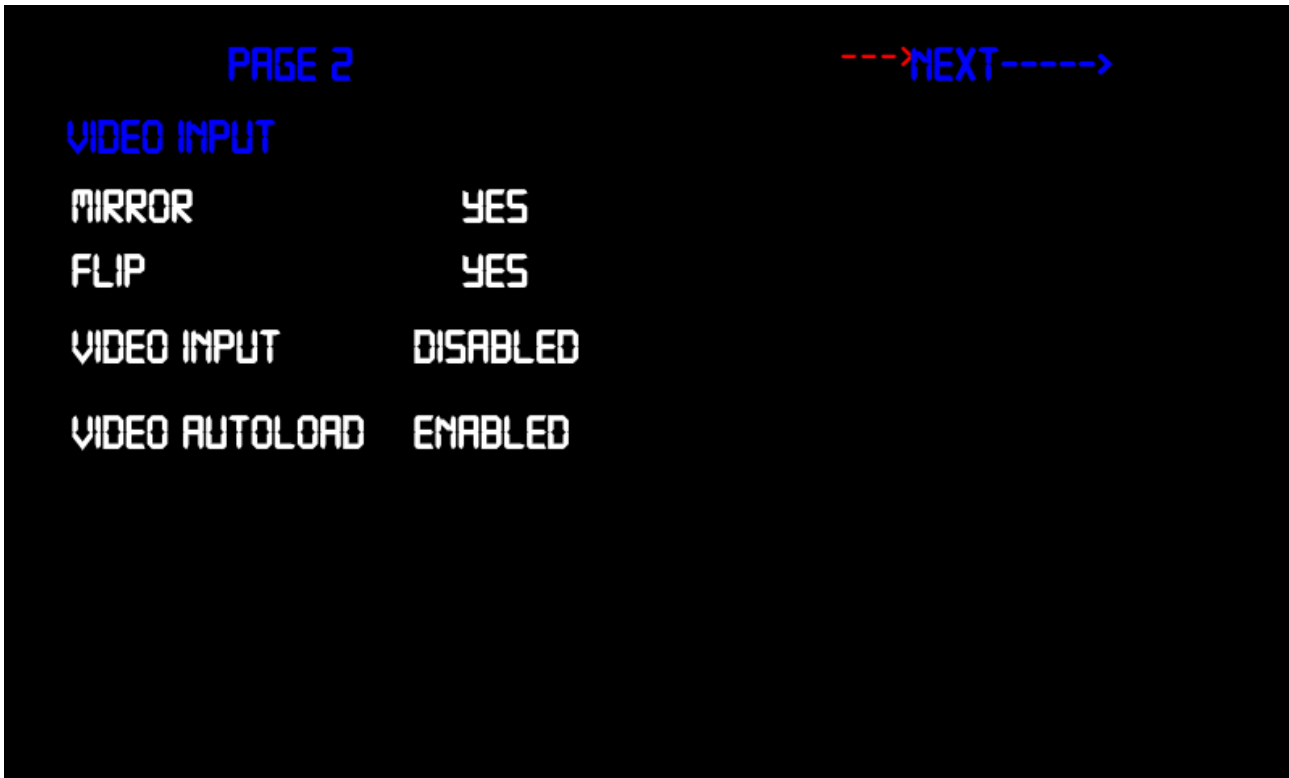 PAGE 2 --->NEXT----->
VIDEO INPUT
MIRROR YES
FLIP YES
VIDEO INPUT DISABLED
VIDEO AUTOLOAD ENABLED